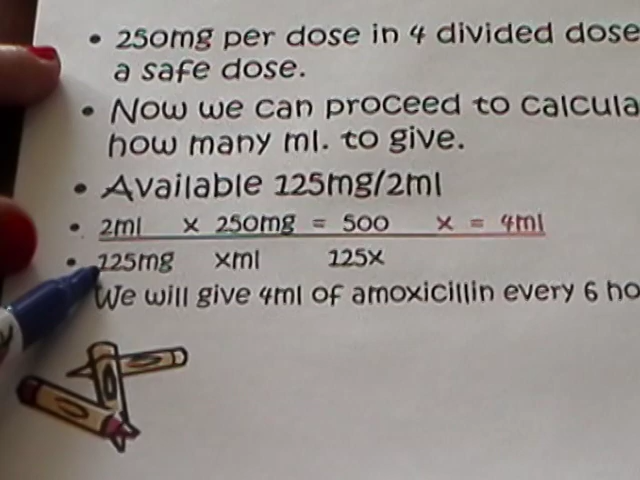 • 250mg per dose in 4 divided dose
a safe dose.
• Now we can proceed to calcula
how many ml. to give.
• Available 125mg/2ml
• 2ml x 250mg = 500 x = 4ml
• 125mg xml 125x
We will give 4ml of amoxicillin every 6 ho